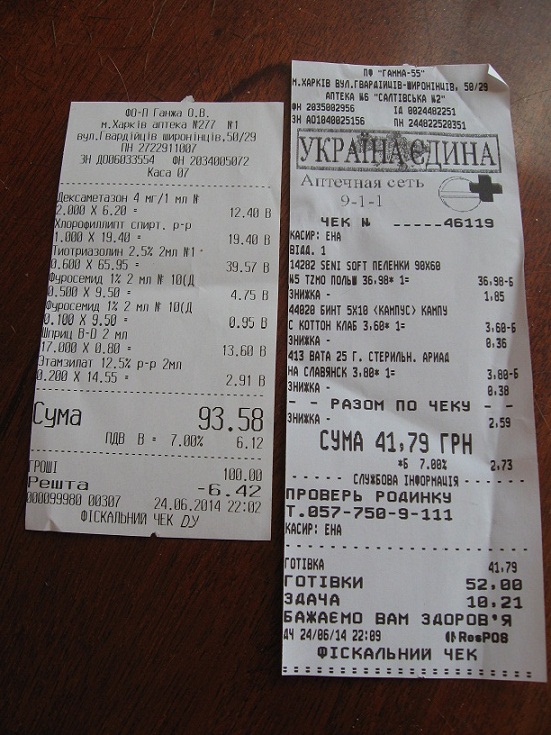 ФО-П Ганжа О.В.
м.Харків аптека №277 №1
вул.Гвардійців широнінців,50/29
ПН 2722911007
ЗН ДО06033554 ФН 2034005072
Каса 07
Дексаметазон 4 мг/1 мл №
2.000 X 6.20 = 12.40 В
Хлорофиллипт спирт. р-р
1.000 X 19.40 = 19.40 В
Тиотриазолин 2.5% 2мл №1
0.600 X 65.95 = 39.57 В
Фуросемид 1% 2 мл № 10(Д
0.500 X 9.50 = 4.75 В
Фуросемид 1% 2 мл № 10(Д
0.100 X 9.50 = 0.95 В
Шприц В-D 2 мл
17.000 X 0.80 = 13.60 В
Этамзилат 12.5% р-р 2мл
0.200 X 14.55 = 2.91 В
Сума 93.58
ПДВ В = 7.00% 6.12
ГРОШІ 100.00
Решта -6.42
000099980 00307 24.06.2014 22:02
ФІСКАЛЬНИЙ ЧЕК
ПФ "ГАММА-55"
М.ХАРКІВ ВУЛ.ГВАРДІЙЦІВ-ШИРОНІНЦІВ, 50/29
АПТЕКА №6 "САЛТІВСЬКА №2"
ФН 2035002956 ІД 0024482251
ЗН АО10040025156 ПН 244822520351
УКРАЇНА ЄДИНА
Аптечная сеть
9-1-1
ЧЕК № _____46119
КАСИР: ЕНА
ВІДД. 1
14282 SENI SOFT ПЕЛЕНКИ 90X60
№5 TZMO ПОЛЬШ 36,98* 1= 36,98-Б
ЗНИЖКА - 1,85
44020 БИНТ 5X10 <КАМПУС> КАМПУ
С КОТТОН КЛАБ 3,60* 1= 3,60-Б
ЗНИЖКА - 0,36
413 ВАТА 25 Г. СТЕРИЛЬН. АРИАД
НА СЛАВЯНСК 3,80* 1= 3,80-Б
ЗНИЖКА - 0,38
- - РАЗОМ ПО ЧЕКУ - -
ЗНИЖКА - 2,59
СУМА 41,79 ГРН
*Б 7.00% 2,73
СЛУЖБОВА ІНФОРМАЦІЯ
ПРОВЕРЬ РОДИНКУ
Т.057-750-9-111
КАСИР: ЕНА
ГОТІВКА 41,79
ГОТІВКИ 52,00
ЗДАЧА 10,21
БАЖАЄМО ВАМ ЗДОРОВ'Я
ДЧ 24/06/14 22:09 ResPOS
ФІСКАЛЬНИЙ ЧЕК